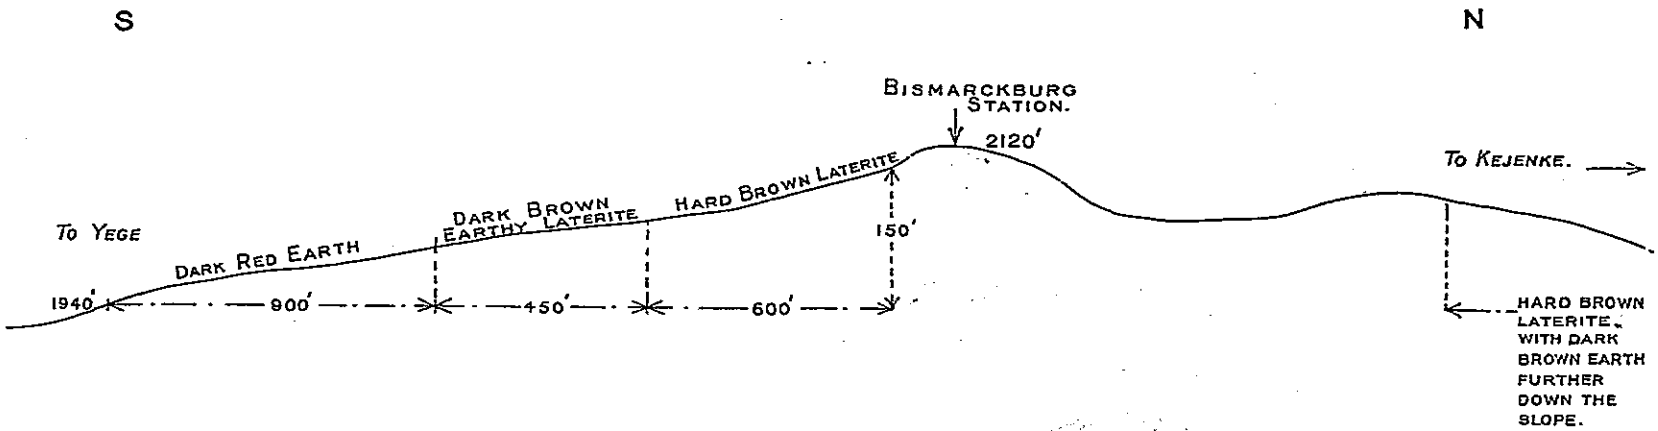 S
N
BISMARCKBURG
STATION.
2120'
TO KEJENKE.
HARD BROWN LATERITE
DARK BROWN
EARTHY LATERITE
150'
TO YEGE
DARK RED EARTH
1940'
900'
450'
600'
HARD BROWN
LATERITE.
WITH DARK
BROWN EARTH
FURTHER
DOWN THE
SLOPE.